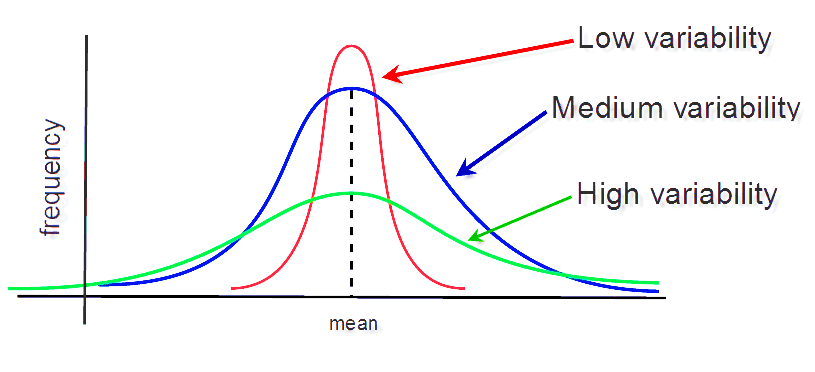 Low variability
Medium variability
High variability
frequency
mean